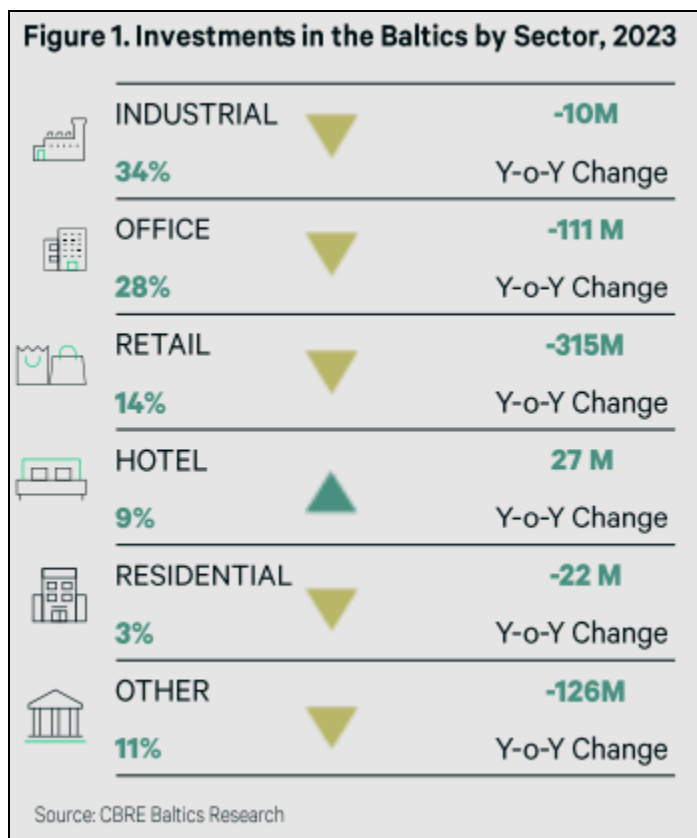 Figure 1. Investments in the Baltics by Sector, 2023
INDUSTRIAL -10M
34% Y-o-Y Change
OFFICE -111 M
28% Y-o-Y Change
RETAIL -315M
14% Y-o-Y Change
HOTEL 27 M
9% Y-o-Y Change
RESIDENTIAL -22 M
3% Y-o-Y Change
OTHER -126M
11% Y-o-Y Change
Source: CBRE Baltics Research